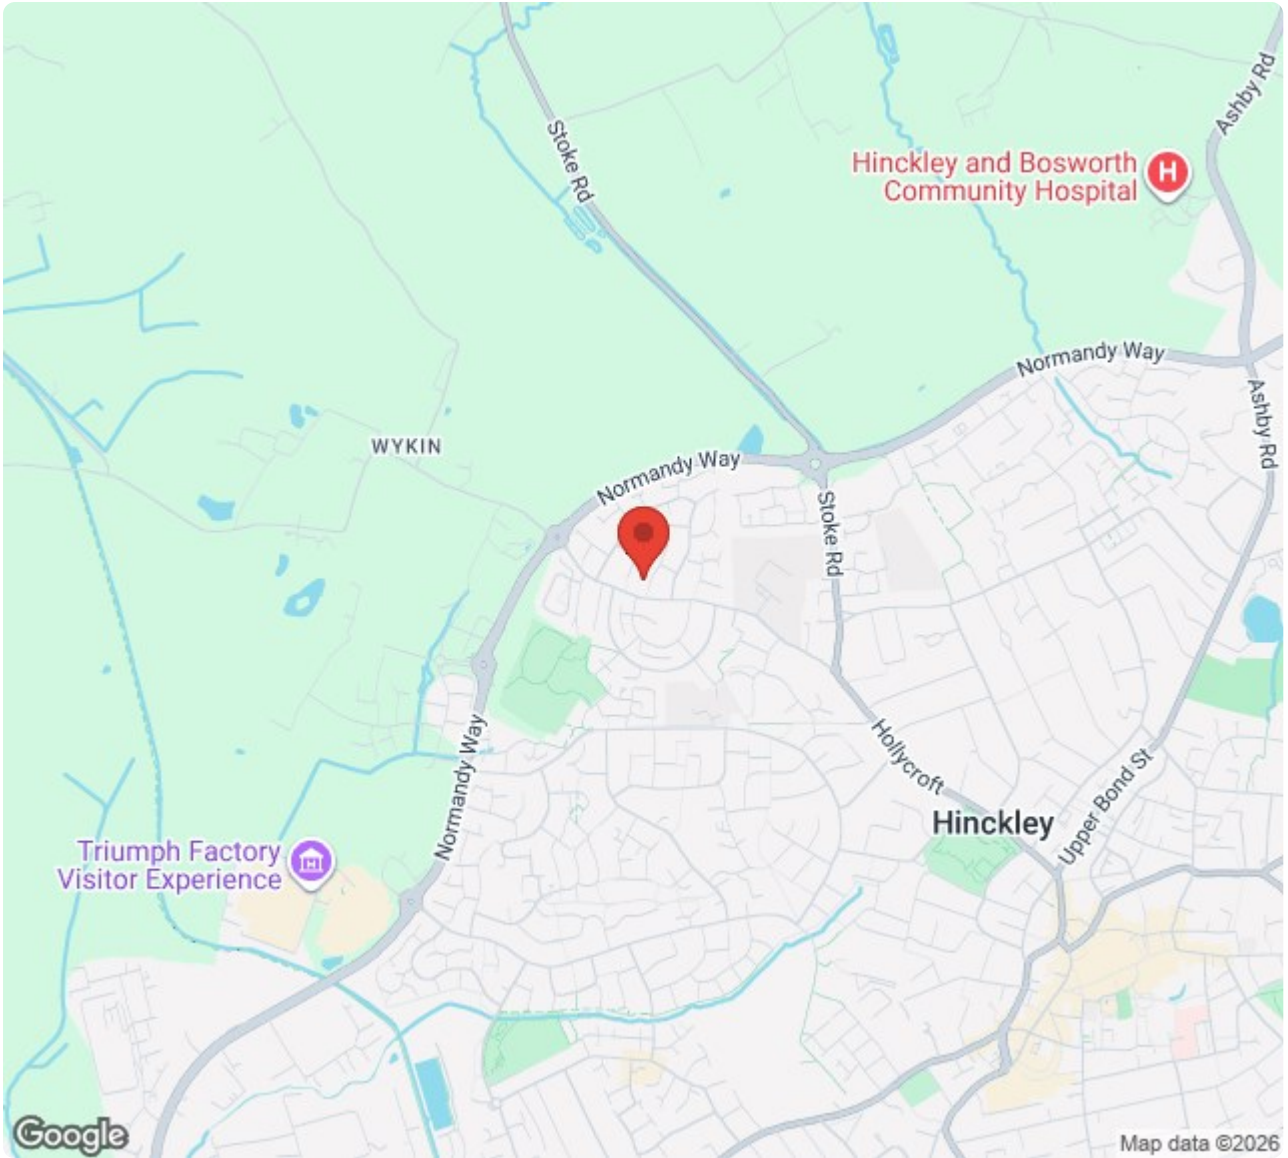 Ashby Rd
Stoke Rd
Hinckley and Bosworth
Community Hospital
H
Normandy Way
Ashby Rd
WYKIN
Normandy Way
Stoke Rd
Normandy Way
Hollycroft
Upper Bond St
Hinckley
Triumph Factory
Visitor Experience
Google
Map data ©2026